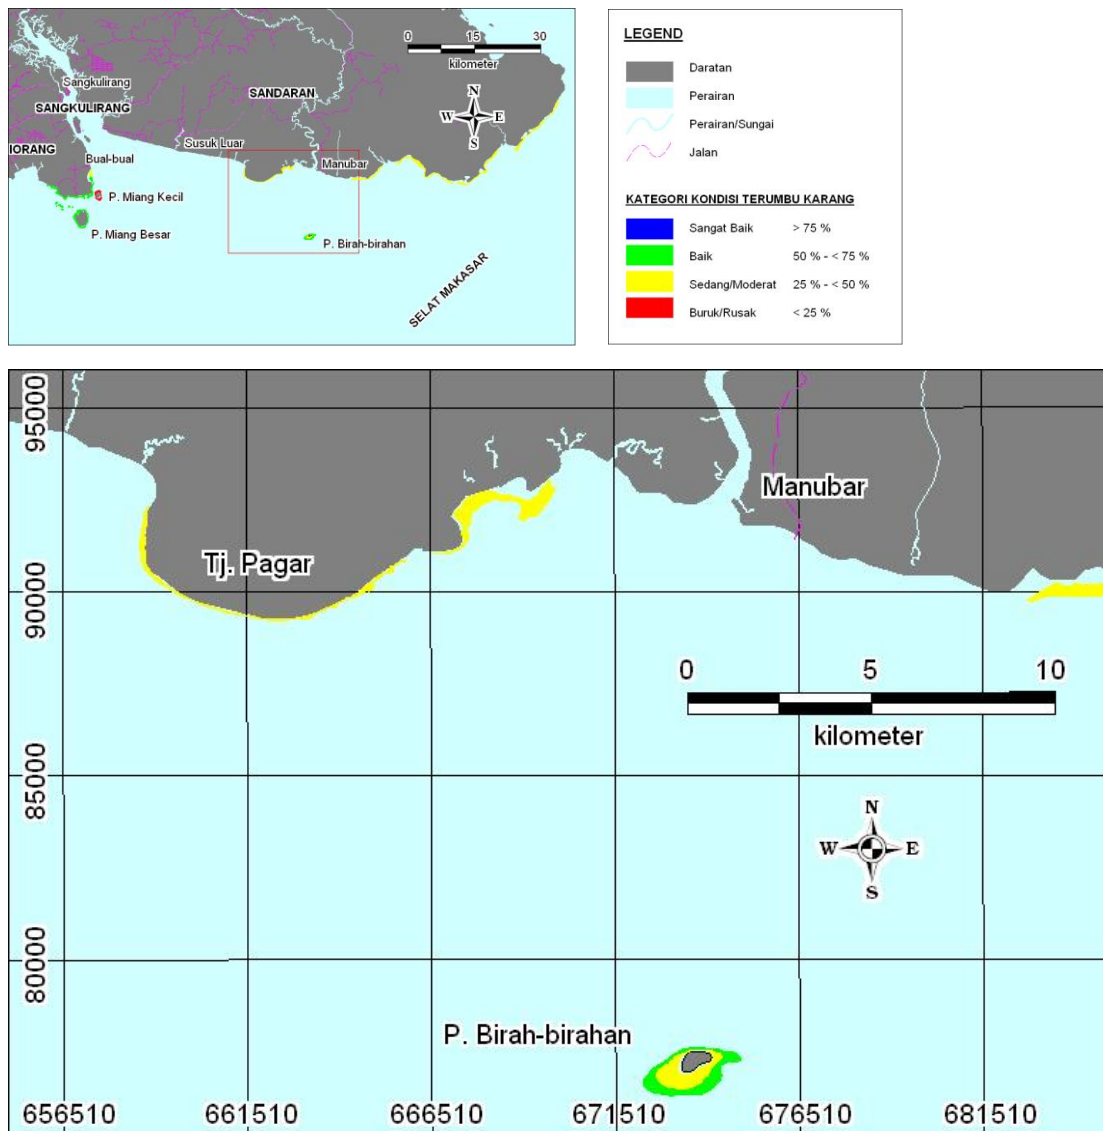 0 15 30
kilometer
N
W E
S
Sangkulirang
SANGKULIRANG
SANDARAN
IORANG
Susuk Luar
Bual-bual
Manubar
P. Miang Kecil
P. Miang Besar
P. Birah-birahan
SELAT MAKASAR
LEGEND
Daratan
Perairan
Perairan/Sungai
Jalan
KATEGORI KONDISI TERUMBU KARANG
Sangat Baik > 75 %
Baik 50 % - < 75 %
Sedang/Moderat 25 % - < 50 %
Buruk/Rusak < 25 %
95000
Manubar
Tj. Pagar
90000
0 5 10
kilometer
85000
N
W E
S
80000
P. Birah-birahan
656510 661510 666510 671510 676510 681510